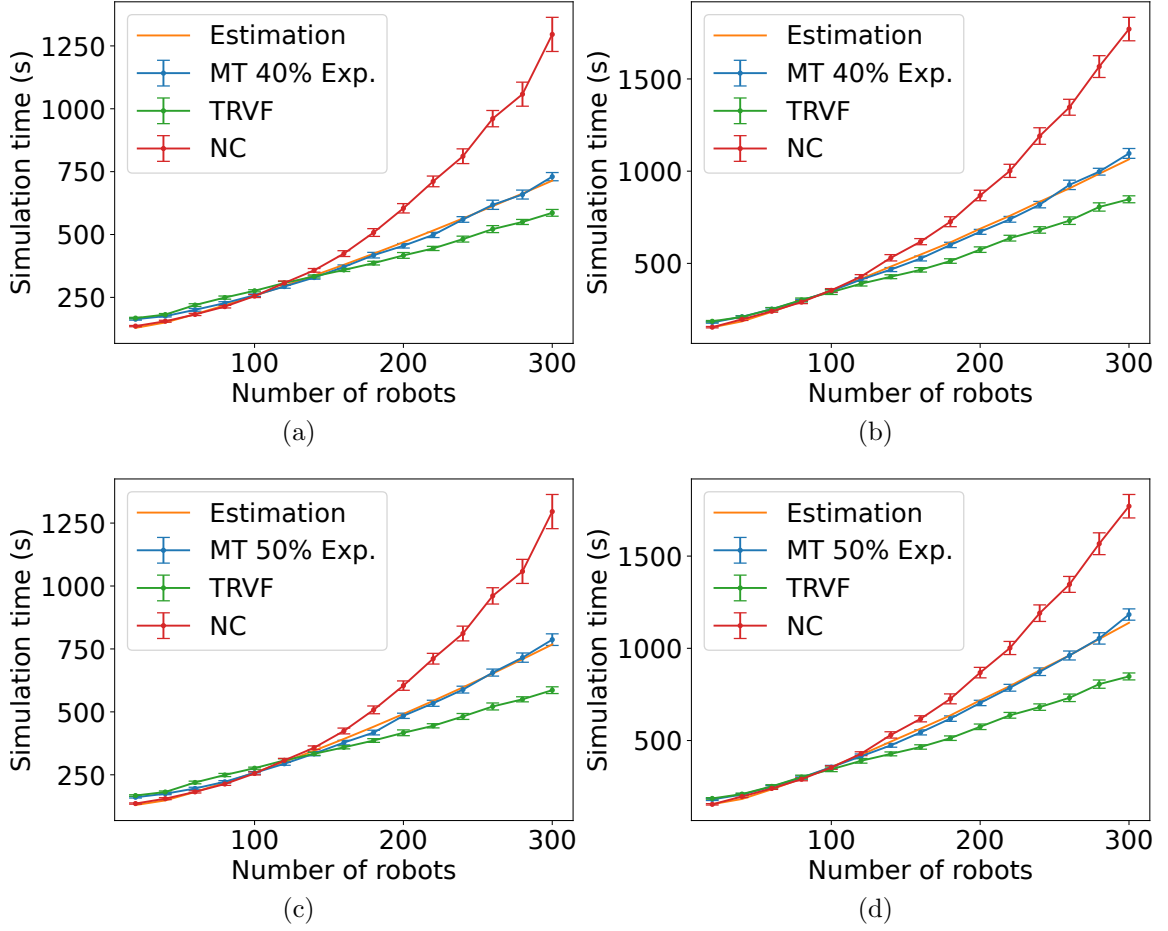 Simulation time (s)
1250
1000
750
500
250
Estimation
MT 40% Exp.
TRVF
NC
100
200
300
Number of robots
(a)
Simulation time (s)
1500
1000
500
Estimation
MT 40% Exp.
TRVF
NC
100
200
300
Number of robots
(b)
Simulation time (s)
1250
1000
750
500
250
Estimation
MT 50% Exp.
TRVF
NC
100
200
300
Number of robots
(c)
Simulation time (s)
1500
1000
500
Estimation
MT 50% Exp.
TRVF
NC
100
200
300
Number of robots
(d)